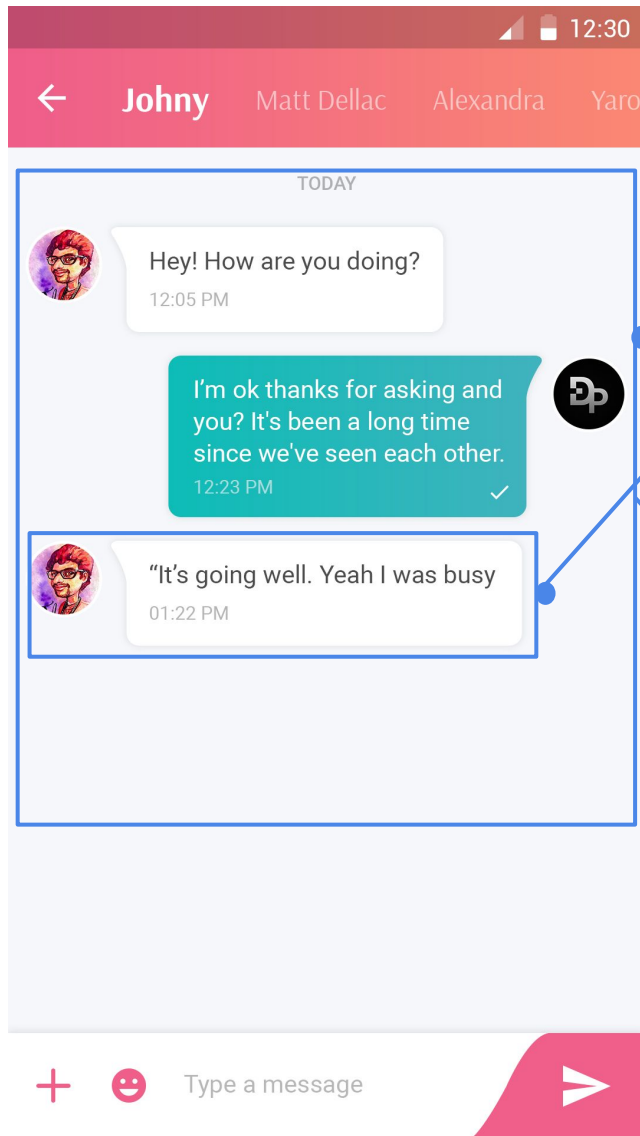 12:30
Johny Matt Dellac Alexandra Yaro
TODAY
Hey! How are you doing?
12:05 PM
I’m ok thanks for asking and
you? It's been a long time
since we've seen each other.
12:23 PM
“It’s going well. Yeah I was busy
01:22 PM
Type a message
DP